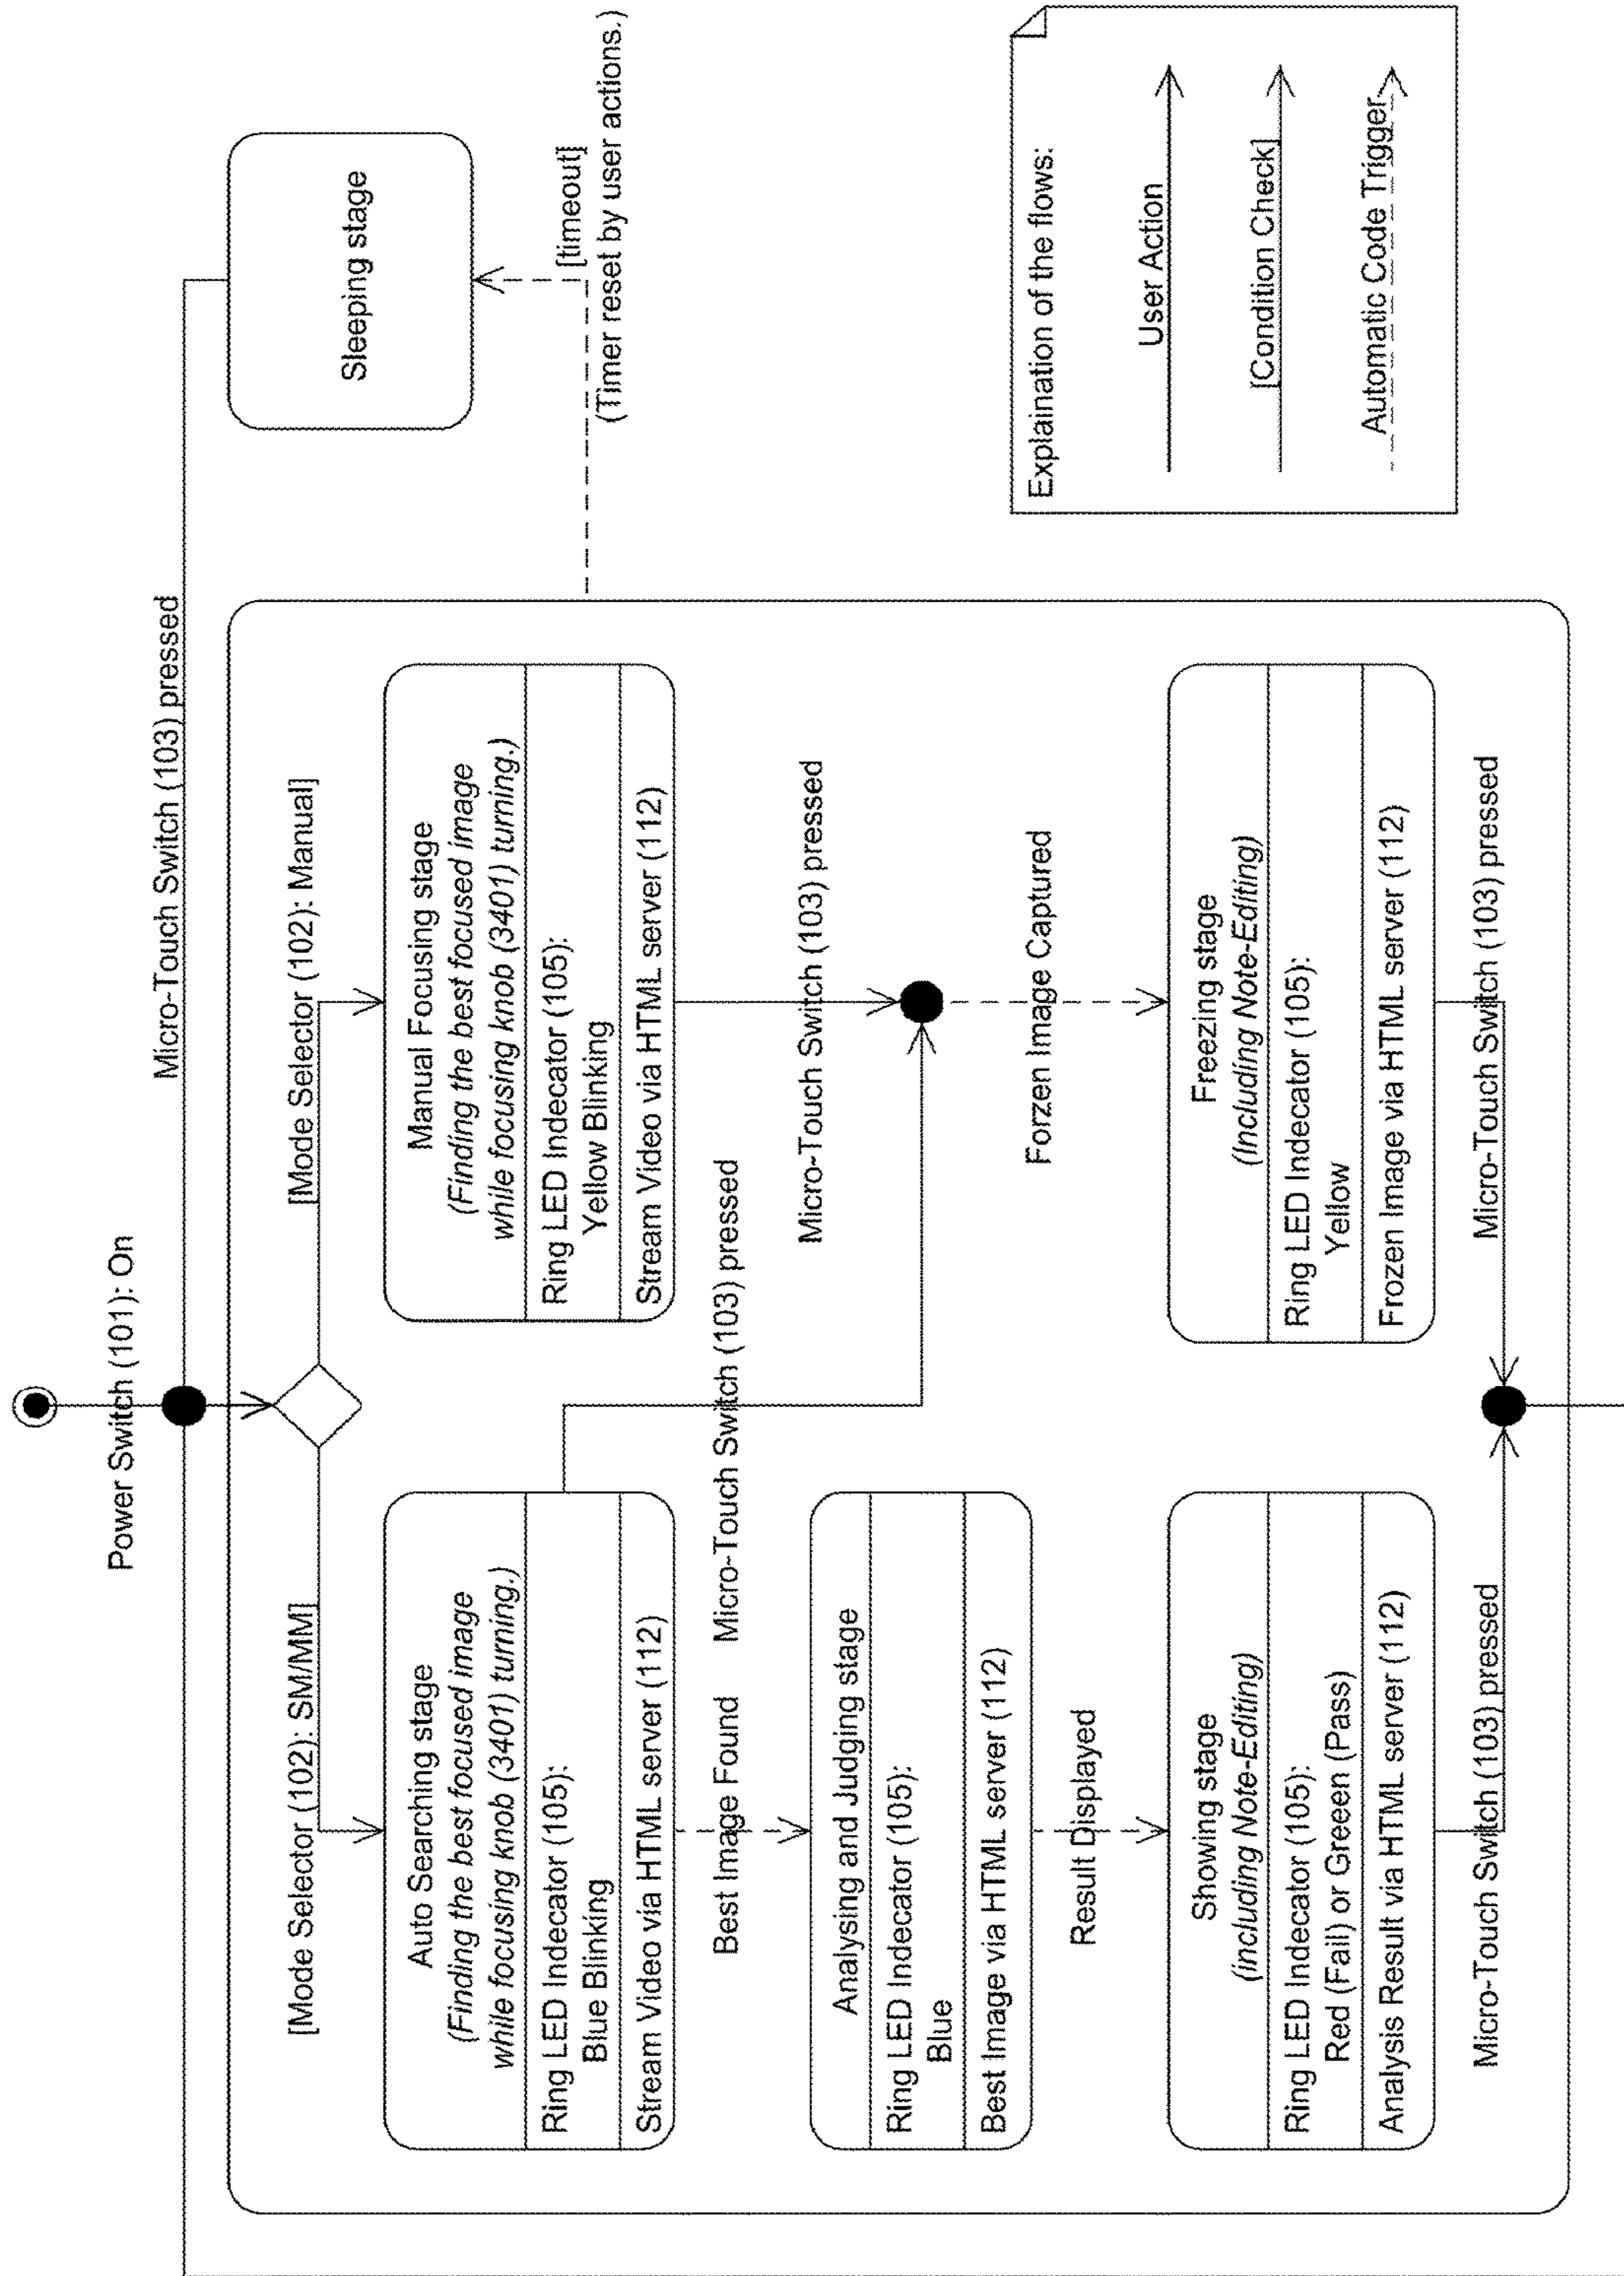 Power Switch (101): On
Micro-Touch Switch (103) pressed
[Mode Selector (102): SM/MM]
[Mode Selector (102): Manual]
Auto Searching stage
(Finding the best focused image
while focusing knob (3401) turning.)
Ring LED Indecator (105):
Blue Blinking
Stream Video via HTML server (112)
Manual Focusing stage
(Finding the best focused image
while focusing knob (3401) turning.)
Ring LED Indecator (105):
Yellow Blinking
Stream Video via HTML server (112)
Sleeping stage
[timeout]
(Timer reset by user actions.)
Best Image Found
Micro-Touch Switch (103) pressed
Micro-Touch Switch (103) pressed
Analysing and Judging stage
Ring LED Indecator (105):
Blue
Best Image via HTML server (112)
Result Displayed
Forzen Image Captured
Showing stage
(including Note-Editing)
Ring LED Indecator (105):
Red (Fail) or Greeen (Pass)
Analysis Result via HTML server (112)
Freezing stage
(Including Note-Editing)
Ring LED Indecator (105):
Yellow
Frozen Image via HTML server (112)
Micro-Touch Switch (103) pressed
Micro-Touch Switch (103) pressed
Explaination of the flows:
User Action
[Condition Check]
Automatic Code Trigger